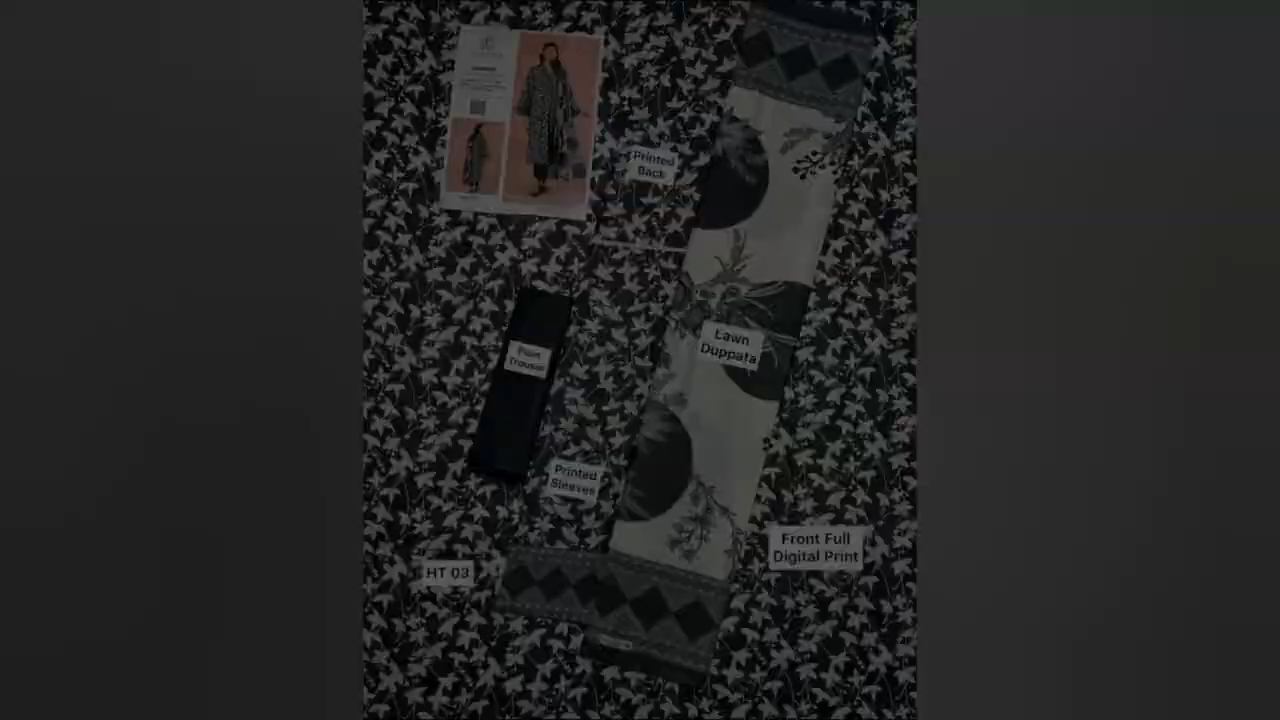 Printed
Back
Lawn
Duppata
Plain
Trouser
Printed
Sleeves
Front Full
Digital Print
HT 03